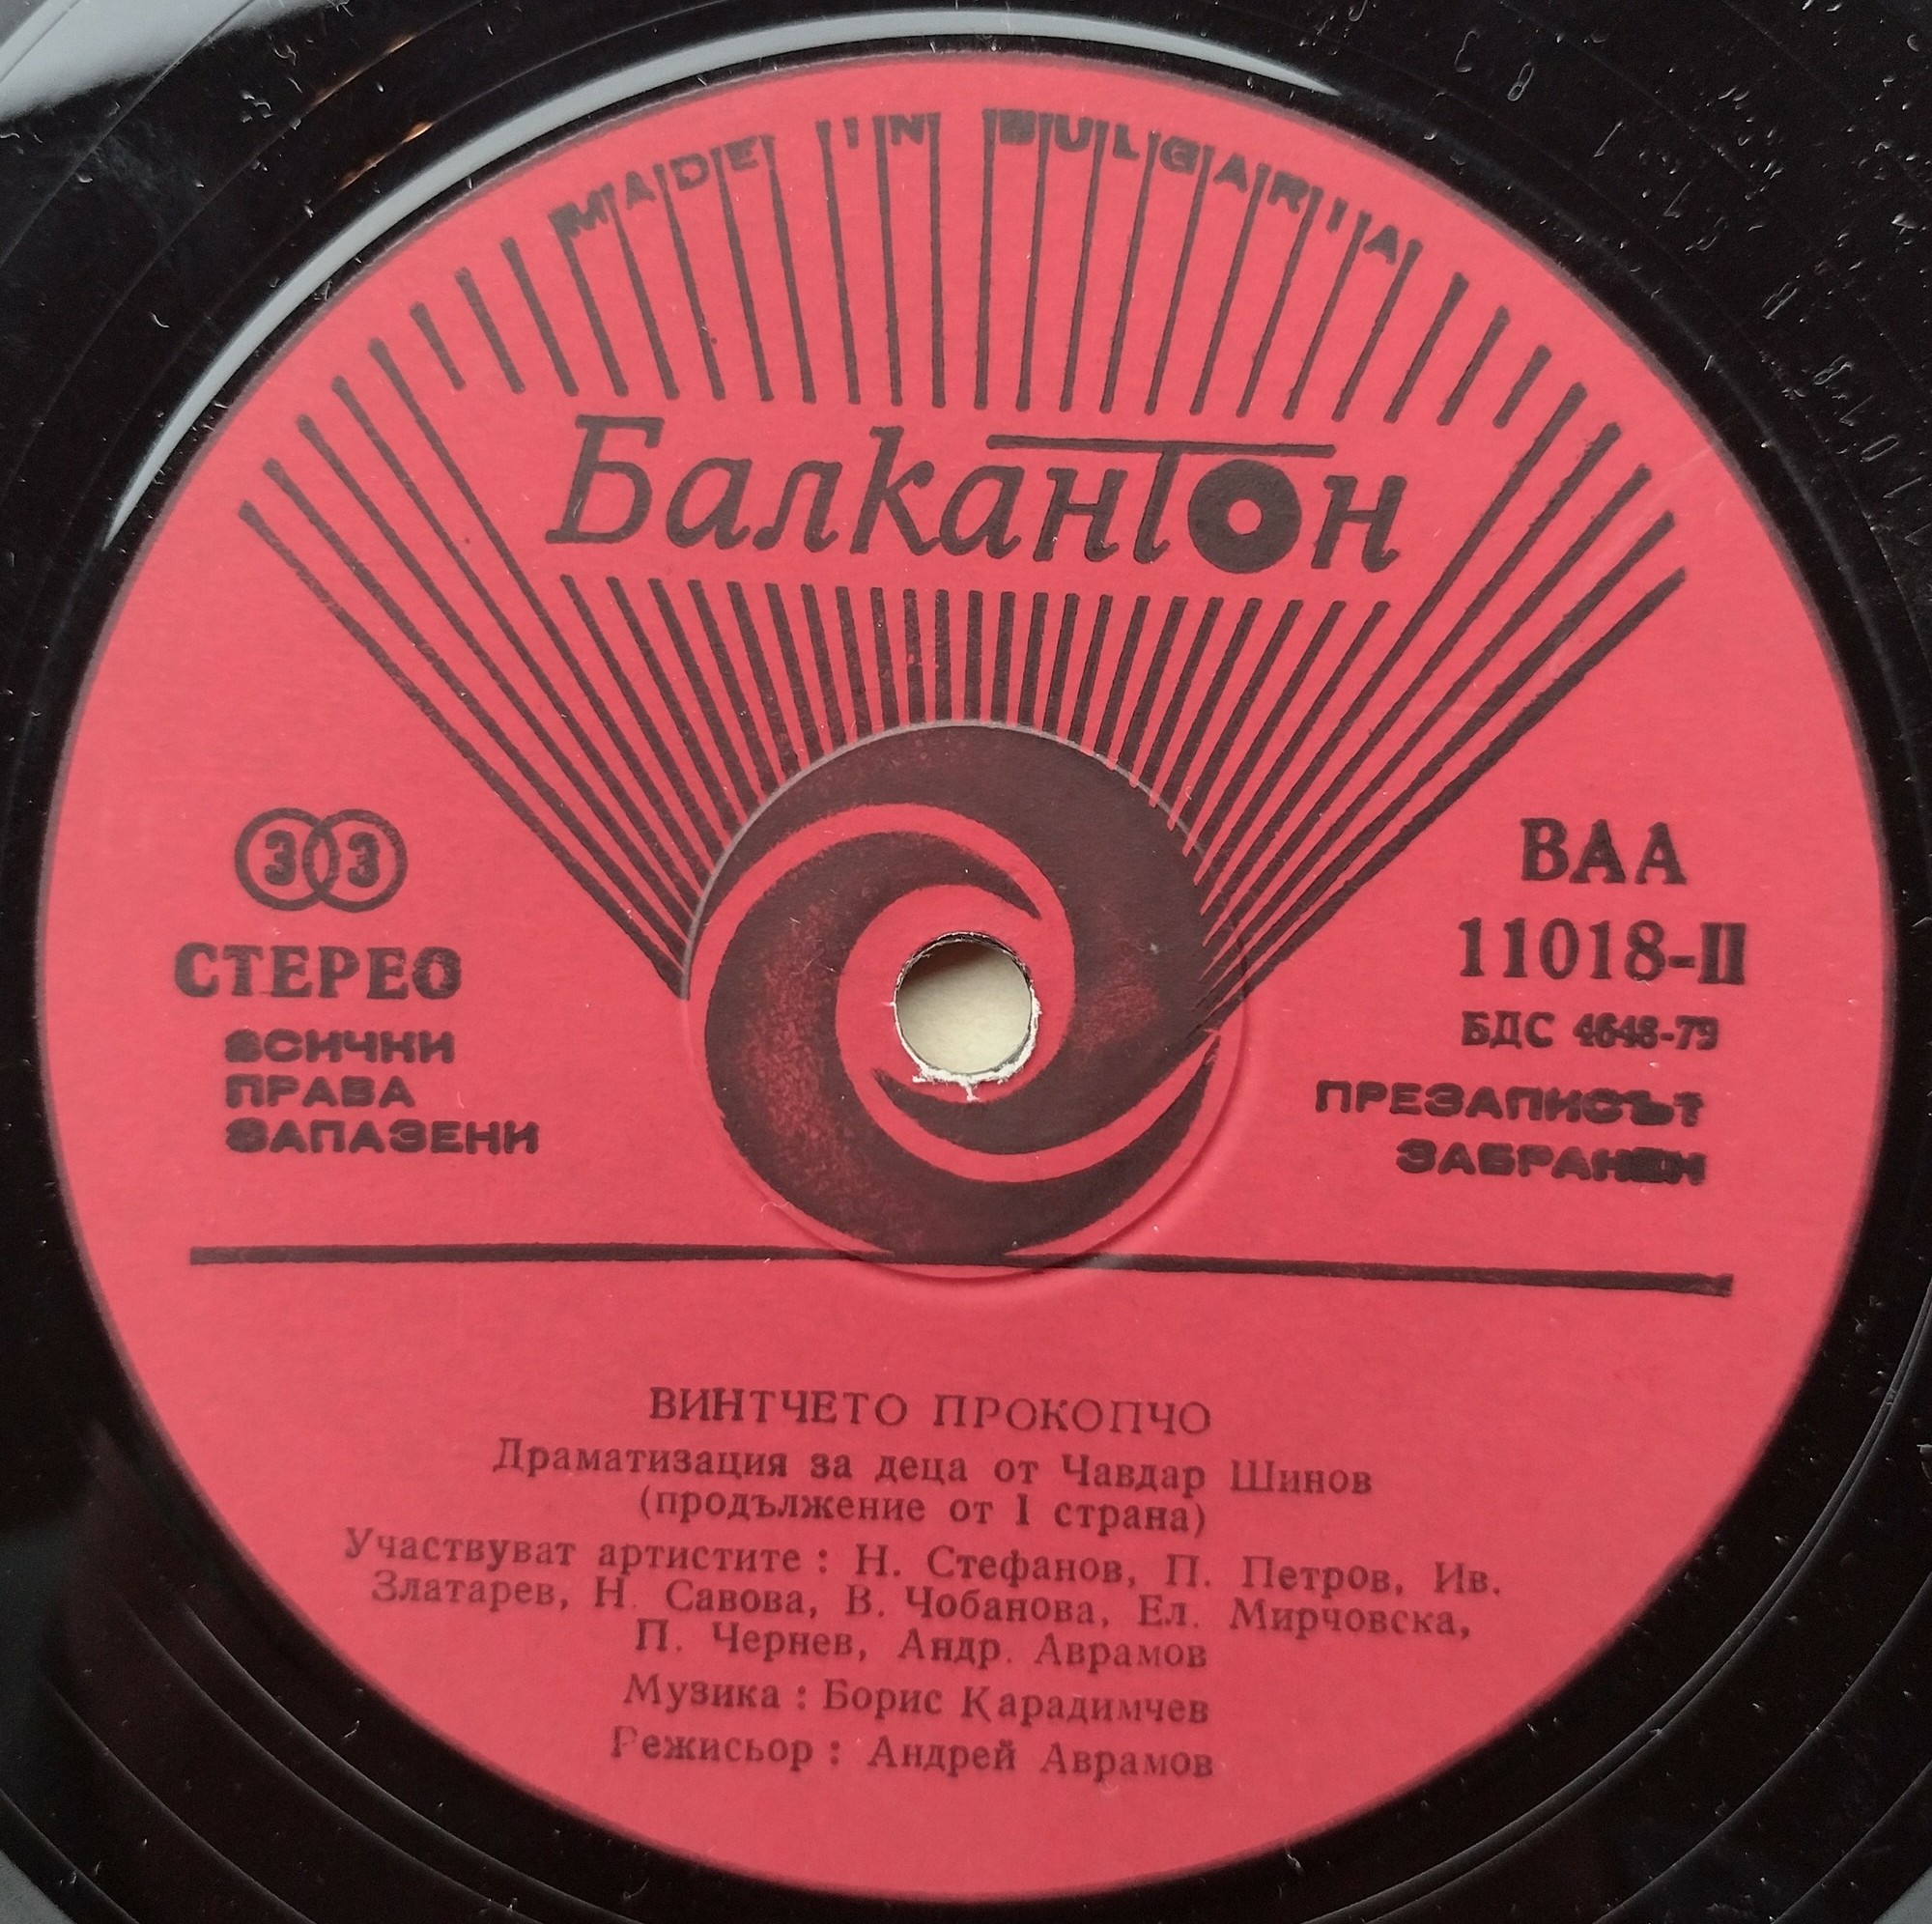 MADE IN BULGARIA
Балкантон
33
СТЕРЕО
ВСИЧКИ
ПРАВА
ЗАПАЗЕНИ
ВАА
11018-II
БДС 4648-79
ПРЕЗАПИСЪТ
ЗАБРАНЕН
ВИНТЧЕТО ПРОКОПЧО
Драматизация за деца от Чавдар Шинов
(продължение от I страна)
Участвуват артистите : Н. Стефанов, П. Петров, Ив.
Златарев, Н. Савова, В. Чобанова, Ел. Мирчовска,
П. Чернев, Андр. Аврамов
Музика : Борис Карадимчев
Режисьор : Андрей Аврамов